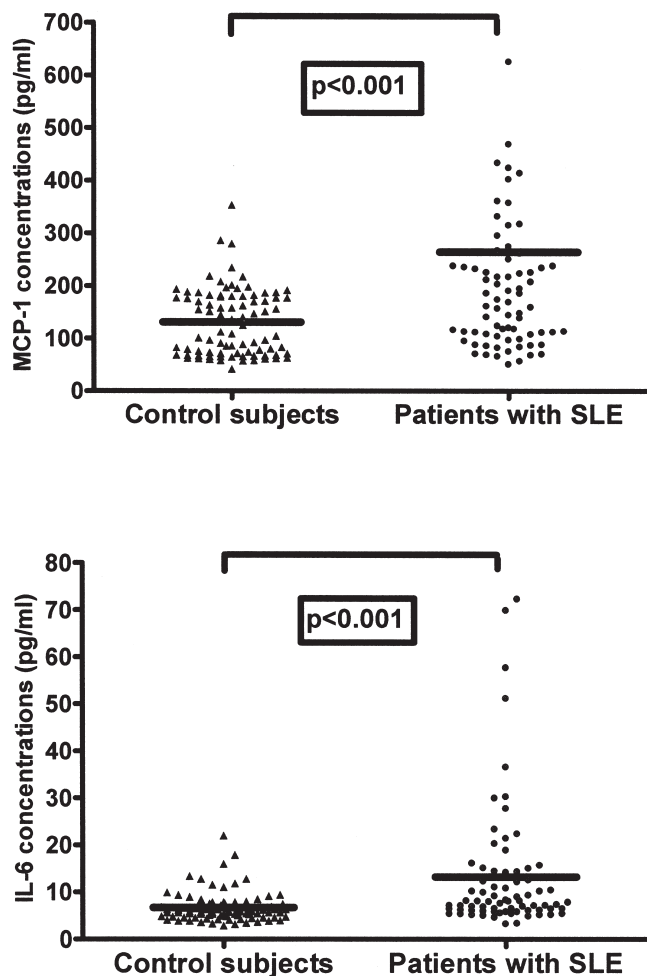 MCP-1 concentrations (pg/ml)
700
600
500
400
300
200
100
0
p<0.001
Control subjects
Patients with SLE
IL-6 concentrations (pg/ml)
80
70
60
50
40
30
20
10
0
p<0.001
Control subjects
Patients with SLE